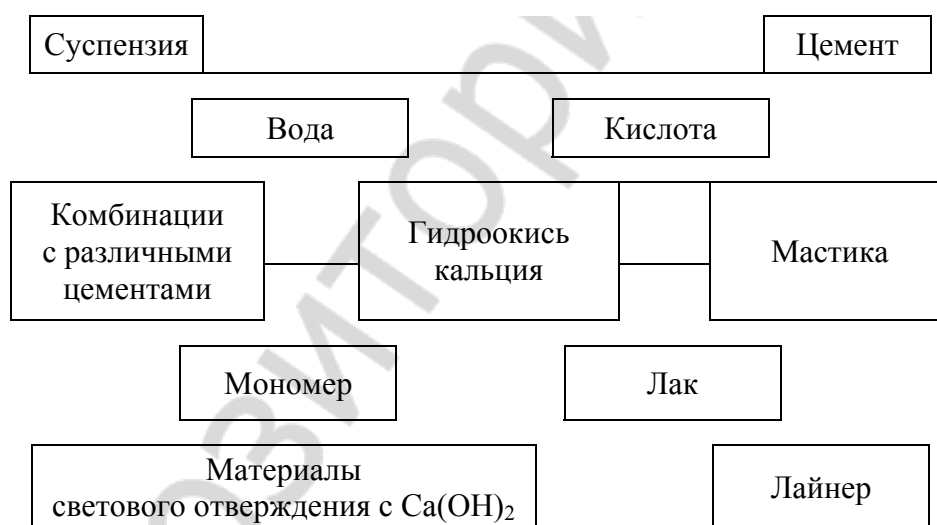 Суспензия
Цемент
Вода
Кислота
Комбинации
с различными
цементами
Гидроокись
кальция
Мастика
Мономер
Лак
Материалы
светового отверждения с Ca(OH)₂
Лайнер